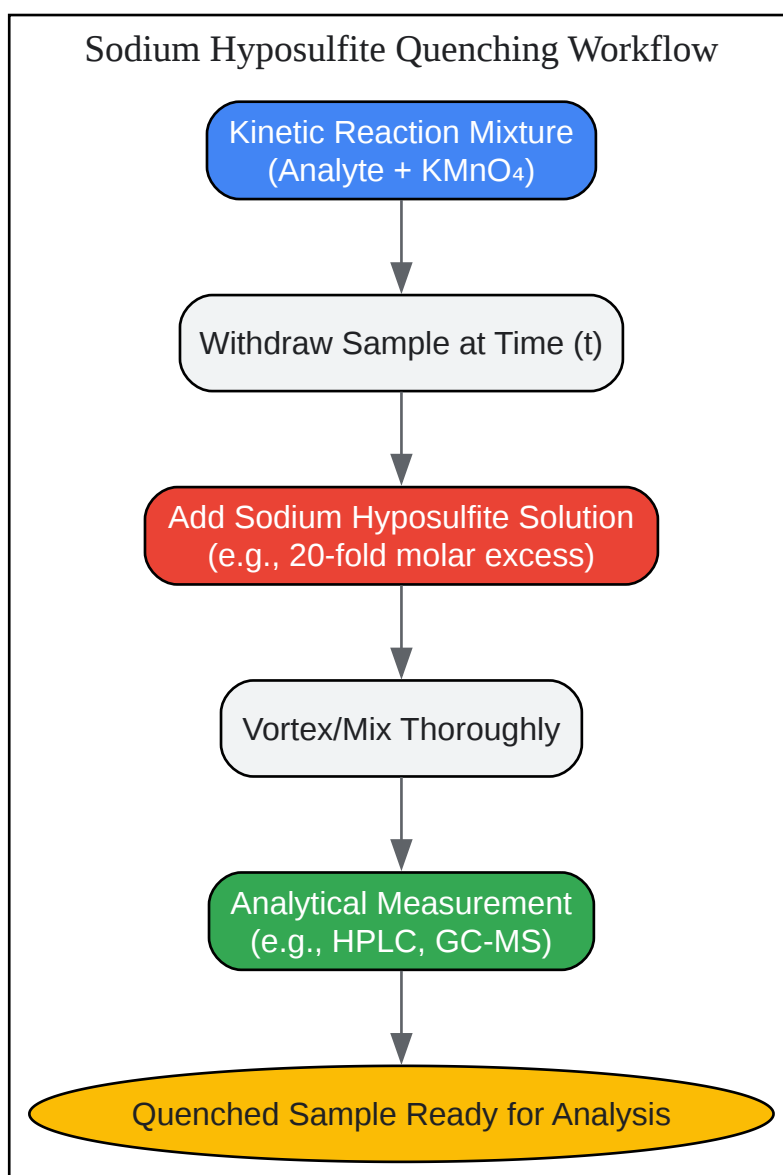 Sodium Hyposulfite Quenching Workflow
Kinetic Reaction Mixture
(Analyte + KMnO₄)
Withdraw Sample at Time (t)
Add Sodium Hyposulfite Solution
(e.g., 20-fold molar excess)
Vortex/Mix Thoroughly
Analytical Measurement
(e.g., HPLC, GC-MS)
Quenched Sample Ready for Analysis